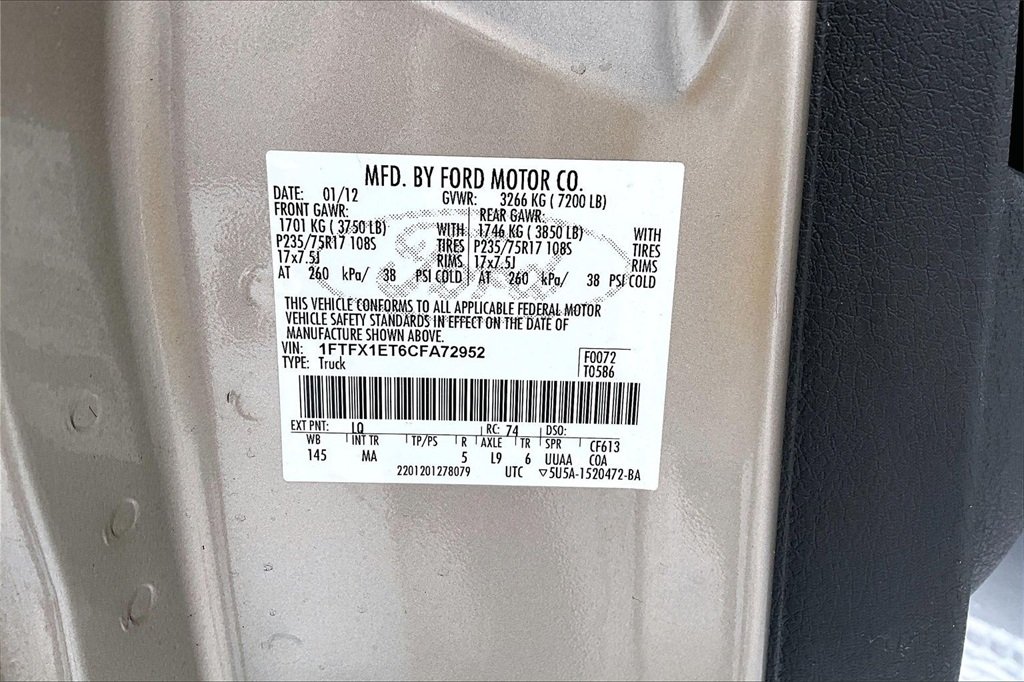 MFD. BY FORD MOTOR CO.
DATE: 01/12 GVWR: 3266 KG ( 7200 LB)
FRONT GAWR: REAR GAWR:
1701 KG ( 3750 LB) WITH 1746 KG ( 3850 LB) WITH
P235/75R17 108S TIRES P235/75R17 108S TIRES
17x7.5J RIMS 17x7.5J RIMS
AT 260 kPa/ 38 PSI COLD AT 260 kPa/ 38 PSI COLD
Ford
THIS VEHICLE CONFORMS TO ALL APPLICABLE FEDERAL MOTOR
VEHICLE SAFETY STANDARDS IN EFFECT ON THE DATE OF
MANUFACTURE SHOWN ABOVE.
VIN: 1FTFX1ET6CFA72952 F0072
TYPE: Truck T0586
EXT PNT: LQ RC: 74 DSO:
WB INT TR TP/PS R AXLE TR SPR CF613
145 MA 5 L9 6 UUAA COA
2201201278079 UTC ▽5U5A-1520472-BA